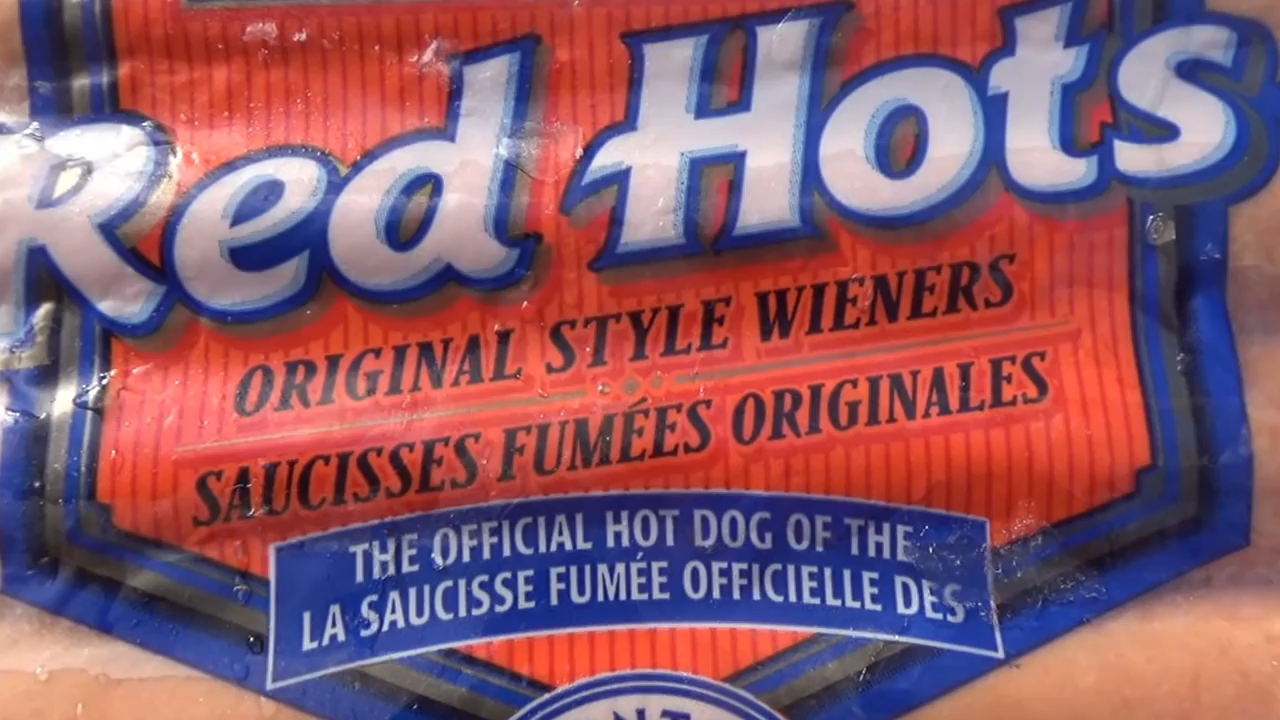 Red Hots
ORIGINAL STYLE WIENERS
SAUCISSES FUMÉES ORIGINALES
THE OFFICIAL HOT DOG OF THE
LA SAUCISSE FUMÉE OFFICIELLE DES